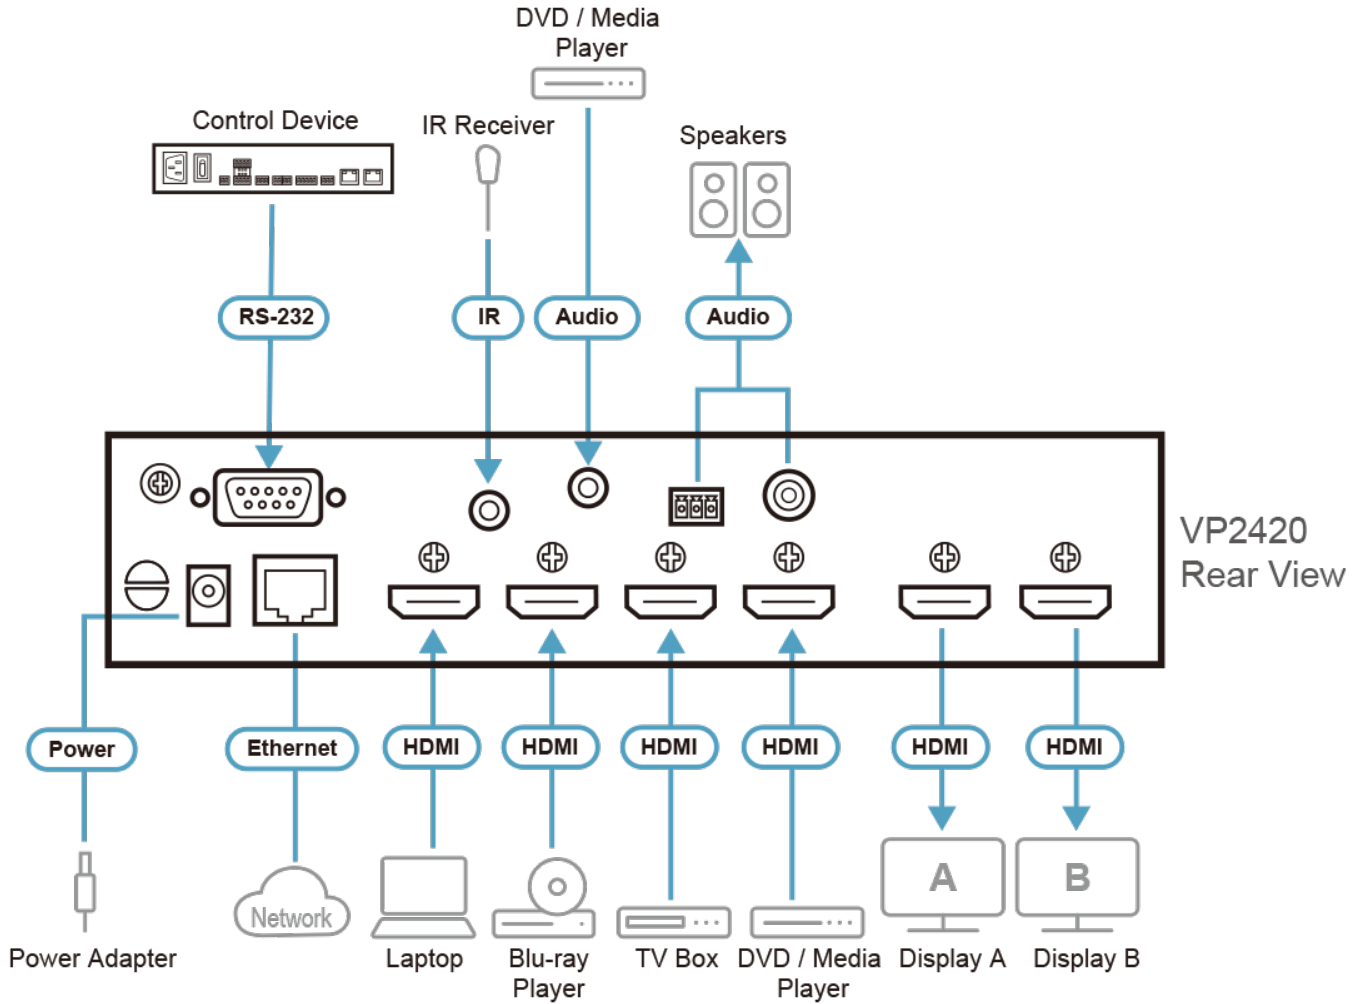 DVD / Media
Player
Control Device
IR Receiver
Speakers
RS-232
IR
Audio
Audio
VP2420
Rear View
Power
Ethernet
HDMI
HDMI
HDMI
HDMI
HDMI
HDMI
A
B
Network
Power Adapter
Laptop
Blu-ray
Player
TV Box
DVD / Media
Player
Display A
Display B